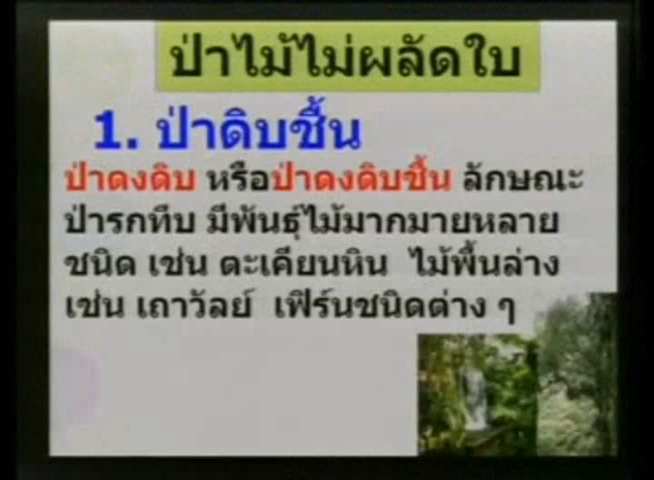 ป่าไม้ไม่ผลัดใบ
1. ป่าดิบชื้น
ป่าดงดิบ หรือป่าดงดิบชื้น ลักษณะ
ป่ารกทึบ มีพันธุ์ไม้มากมายหลาย
ชนิด เช่น ตะเคียนหิน ไม้พื้นล่าง
เช่น เถาวัลย์ เฟิร์นชนิดต่าง ๆ